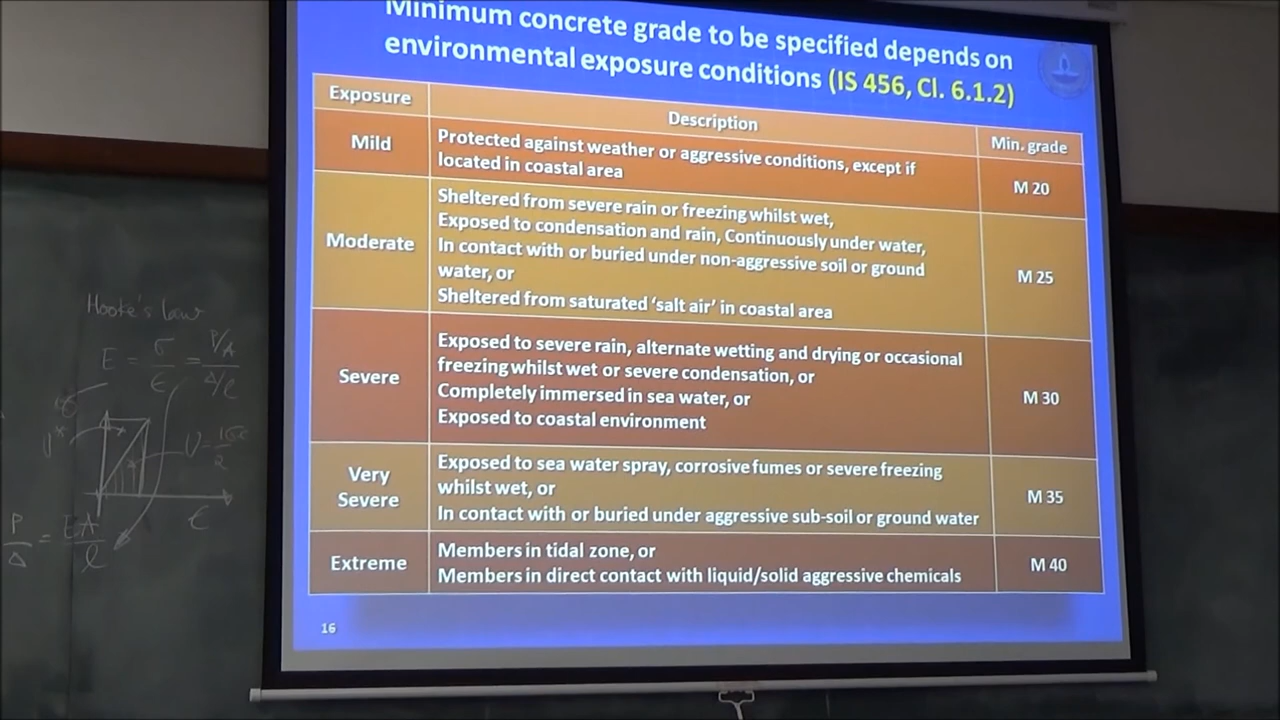 Minimum concrete grade to be specified depends on
environmental exposure conditions (IS 456, Cl. 6.1.2)
Exposure
Description
Min. grade
Mild
Protected against weather or aggressive conditions, except if
located in coastal area
M 20
Moderate
Sheltered from severe rain or freezing whilst wet,
Exposed to condensation and rain, Continuously under water,
In contact with or buried under non-aggressive soil or ground
water, or
Sheltered from saturated ‘salt air’ in coastal area
M 25
Severe
Exposed to severe rain, alternate wetting and drying or occasional
freezing whilst wet or severe condensation, or
Completely immersed in sea water, or
Exposed to coastal environment
M 30
Very
Severe
Exposed to sea water spray, corrosive fumes or severe freezing
whilst wet, or
In contact with or buried under aggressive sub-soil or ground water
M 35
Extreme
Members in tidal zone, or
Members in direct contact with liquid/solid aggressive chemicals
M 40
16
Hooke's law
E = σ/ε = P/A / Δ/l
P/Δ = EA/l
ε